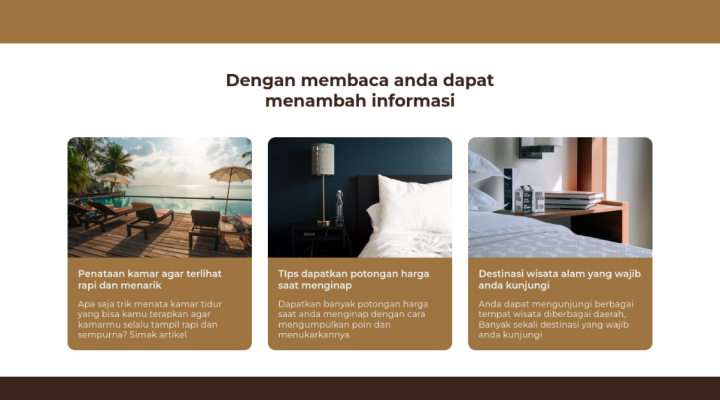 Dengan membaca anda dapat
menambah informasi
Penataan kamar agar terlihat
rapi dan menarik
Apa saja trik menata kamar tidur
yang bisa kamu terapkan agar
kamarmu selalu tampil rapi dan
sempurna? Simak artikel
TIps dapatkan potongan harga
saat menginap
Dapatkan banyak potongan harga
saat anda menginap dengan cara
mengumpulkan poin dan
menukarkannya
Destinasi wisata alam yang wajib
anda kunjungi
Anda dapat mengunjungi berbagai
tempat wisata diberbagai daerah,
Banyak sekali destinasi yang wajib
anda kunjungi